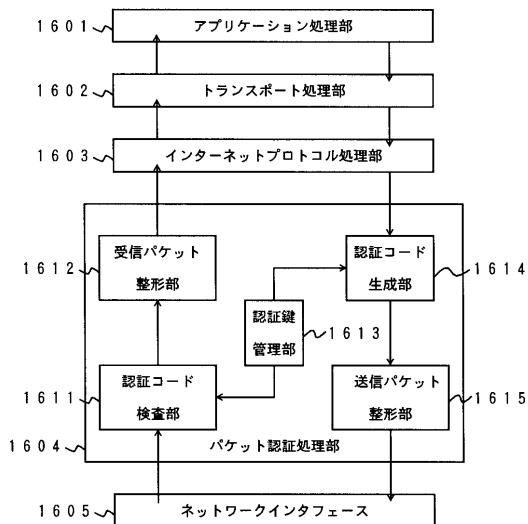 1601
アプリケーション処理部
1602
トランスポート処理部
1603
インターネットプロトコル処理部
受信パケット
整形部
1612
認証コード
生成部
1614
認証鍵
管理部
1613
認証コード
検査部
1611
送信パケット
整形部
1615
1604
パケット認証処理部
1605
ネットワークインタフェース